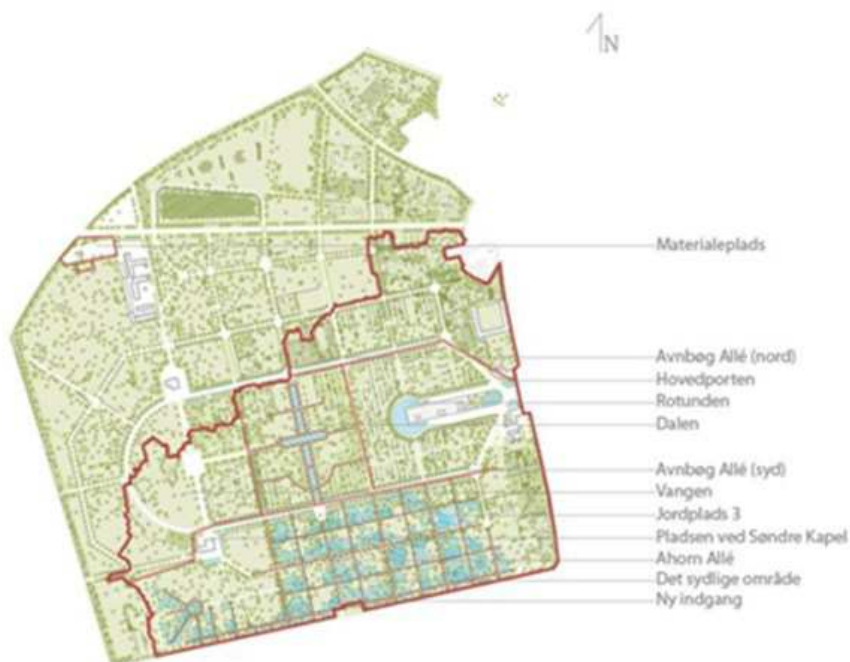 N
Materialeplads
Avnbøg Allé (nord)
Hovedporten
Rotunden
Dalen
Avnbøg Allé (syd)
Vangen
Jordplads 3
Pladsen ved Søndre Kapel
Ahorn Allé
Det sydlige område
Ny indgang